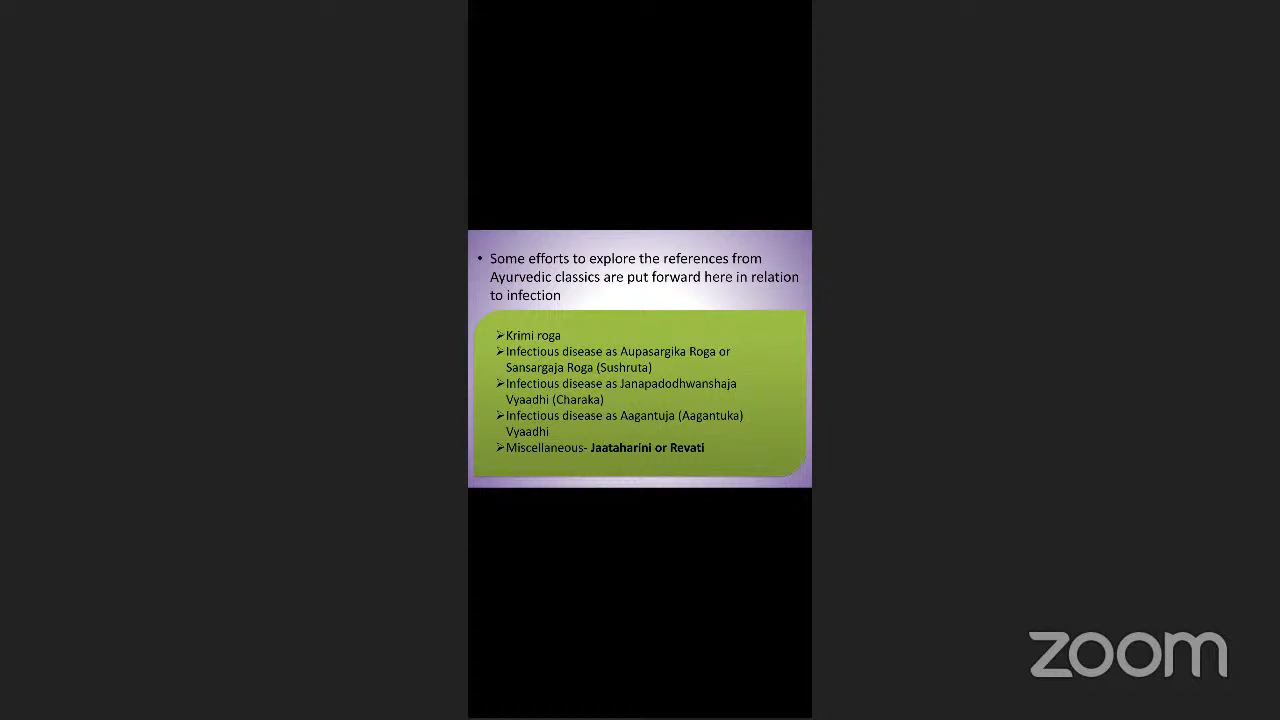 • Some efforts to explore the references from
Ayurvedic classics are put forward here in relation
to infection
➢Krimi roga
➢Infectious disease as Aupasargika Roga or
Sansargaja Roga (Sushruta)
➢Infectious disease as Janapadodhwanshaja
Vyaadhi (Charaka)
➢Infectious disease as Aagantuja (Aagantuka)
Vyaadhi
➢Miscellaneous- Jaataharini or Revati
zoom